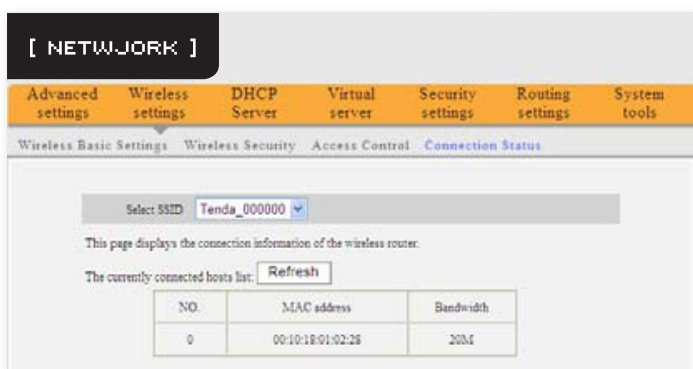 [ NETWJORK ]
Advanced settings Wireless settings DHCP Server Virtual server Security settings Routing settings System tools
Wireless Basic Settings Wireless Security Access Control Connection Status
Select SSID Tenda_000000
This page displays the connection information of the wireless router.
The currently connected hosts list: Refresh
NO. MAC address Bandwidth
0 00:10:18:01:02:28 20M